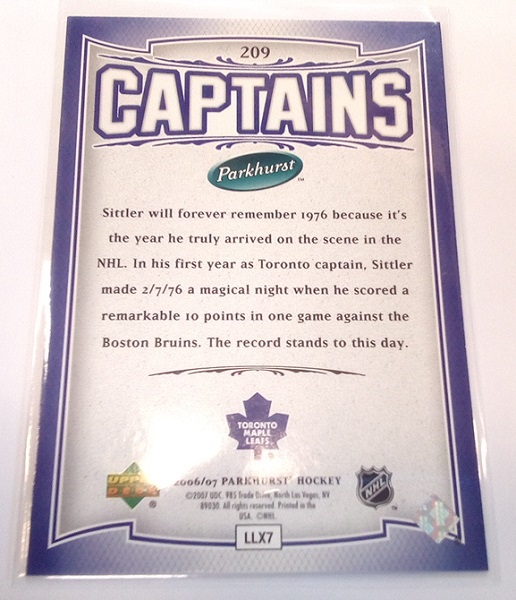 209
CAPTAINS
Parkhurst™
Sittler will forever remember 1976 because it's
the year he truly arrived on the scene in the
NHL. In his first year as Toronto captain, Sittler
made 2/7/76 a magical night when he scored a
remarkable 10 points in one game against the
Boston Bruins. The record stands to this day.
TORONTO
MAPLE
LEAFS
UPPER
DECK®
2006/07 PARKHURST HOCKEY
©2007 UDC. 985 Trade Drive, North Las Vegas, NV
89030. All rights reserved. Printed in the
USA. ©NHL.
NHL™
LLX7